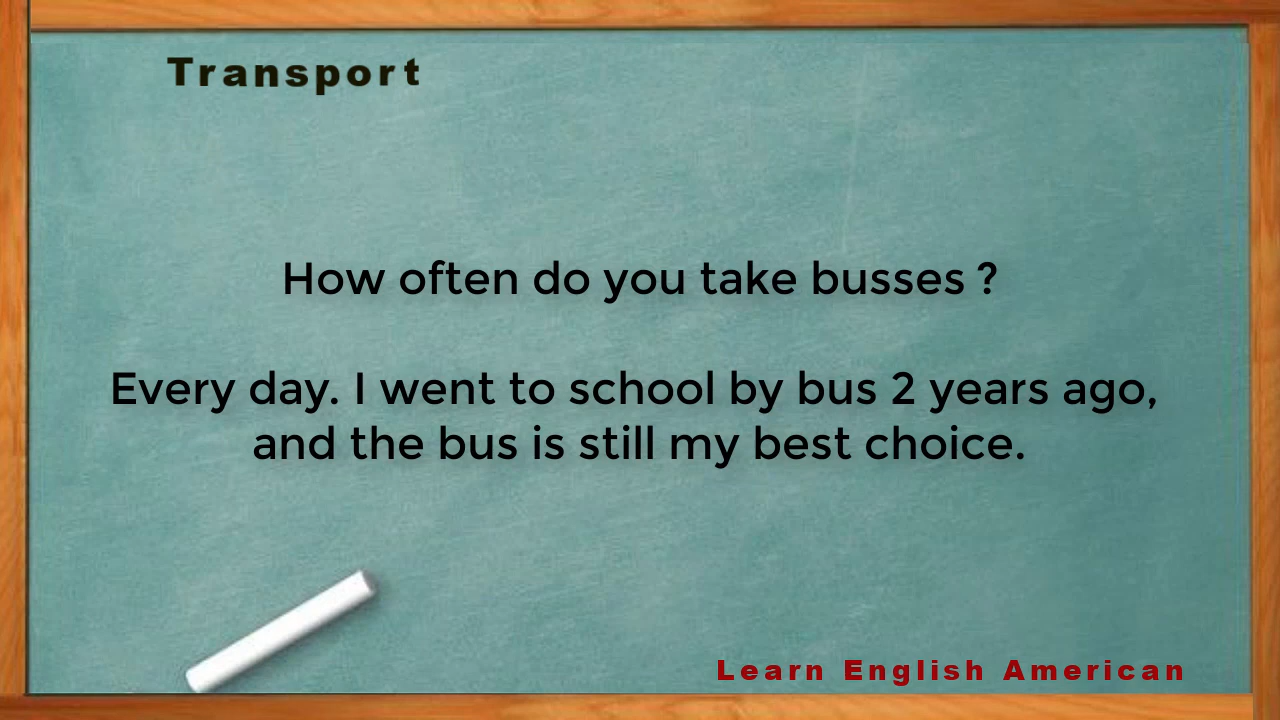 Transport
How often do you take busses ?
Every day. I went to school by bus 2 years ago,
and the bus is still my best choice.
Learn English American